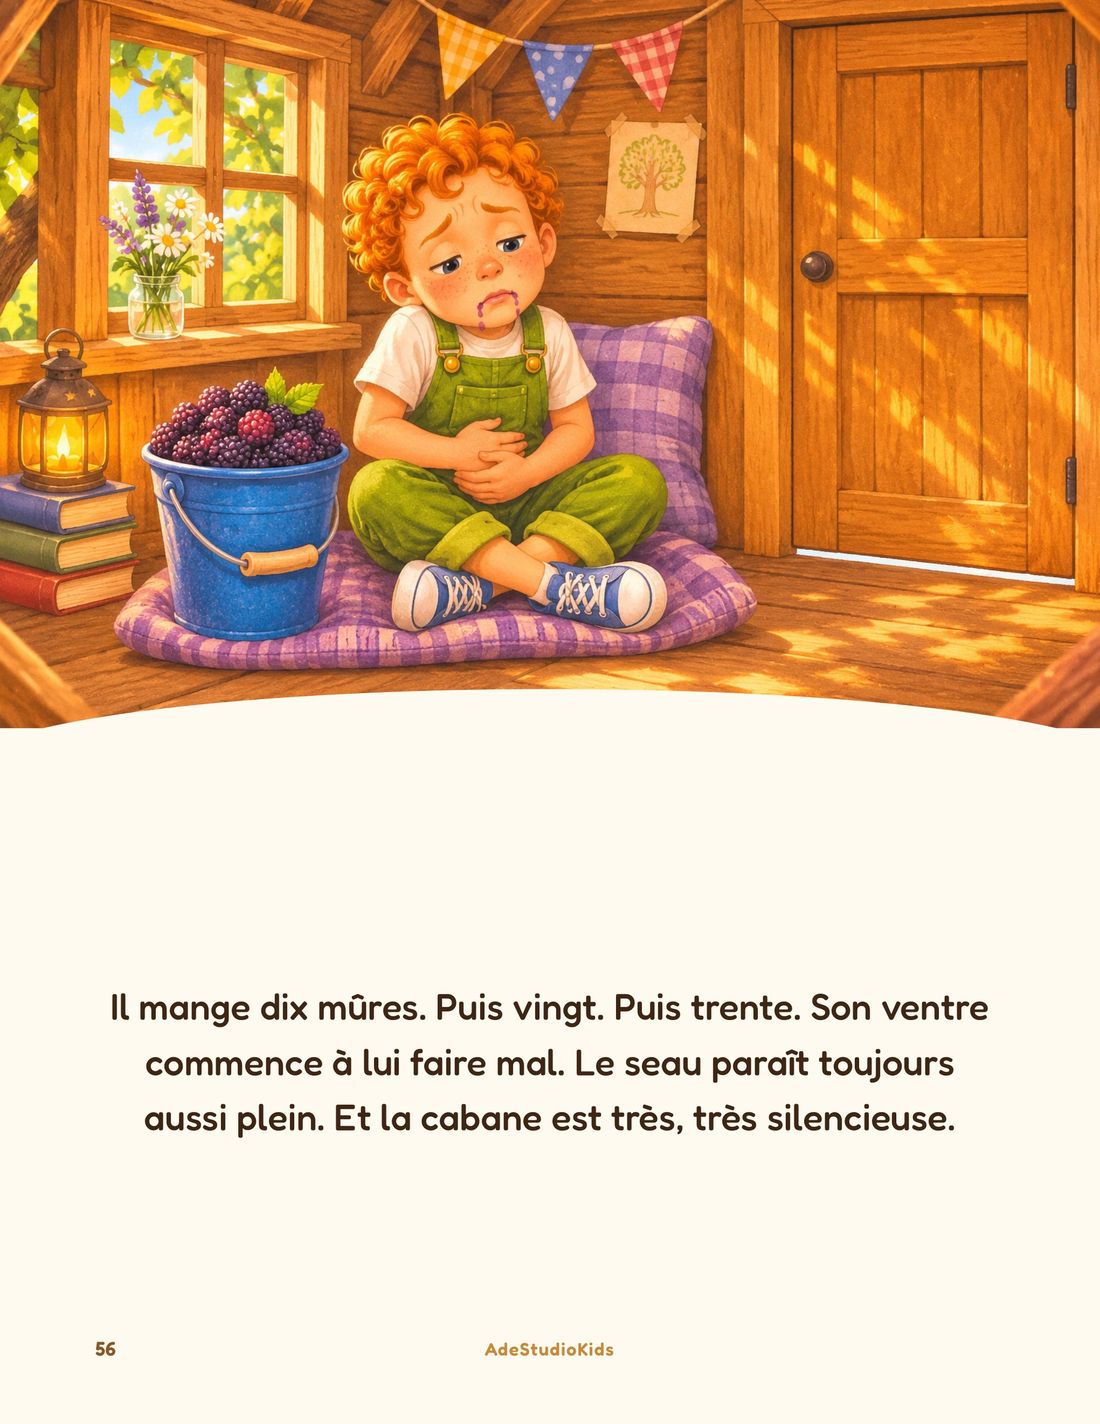 Il mange dix mûres. Puis vingt. Puis trente. Son ventre
commence à lui faire mal. Le seau paraît toujours
aussi plein. Et la cabane est très, très silencieuse.
56
AdeStudioKids